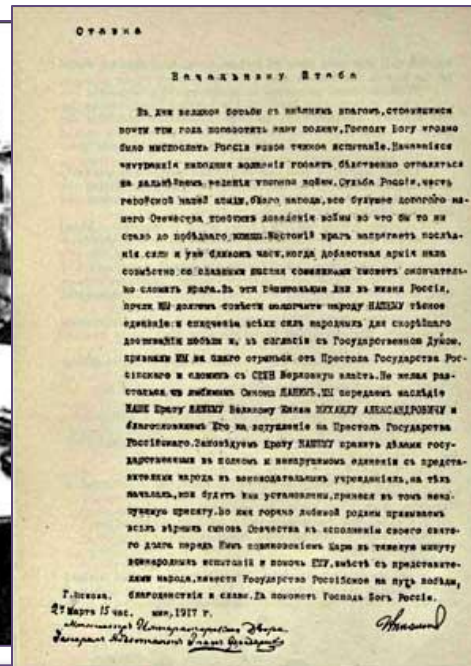 Ставка
Начальнику Штаба
Въ дни великой борьбы съ внѣшнимъ врагомъ, стремящимся
почти три года поработить нашу родину, Господу Богу угодно
было ниспослать Россіи новое тяжкое испытаніе. Начавшіяся
внутреннія народныя волненія грозятъ бѣдственно отразиться
на дальнѣйшемъ веденіи упорной войны. Судьба Россіи, честь
геройской нашей арміи, благо народа, все будущее дорогого на-
шего Отечества требуютъ доведенія войны во что бы то ни
стало до побѣднаго конца. Жестокій врагъ напрягаетъ послѣд-
нія силы и уже близокъ часъ, когда доблестная армія наша
совмѣстно со славными нашими союзниками сможетъ окончатель-
но сломить врага. Въ эти рѣшительные дни въ жизни Россіи,
почли МЫ долгомъ совѣсти облегчить народу НАШЕМУ тѣсное
единеніе и сплоченіе всѣхъ силъ народныхъ для скорѣйшаго
достиженія побѣды и, въ согласіи съ Государственною Думою,
признали МЫ за благо отречься отъ Престола Государства Рос-
сійскаго и сложить съ СЕБЯ Верховную власть. Не желая раз-
статься съ любимымъ Сыномъ НАШИМЪ, МЫ передаемъ наслѣдіе
НАШЕ Брату НАШЕМУ Великому Князю МИХАИЛУ АЛЕКСАНДРОВИЧУ и
благословляемъ Его на вступленіе на Престолъ Государства
Россійскаго. Заповѣдуемъ Брату НАШЕМУ править дѣлами госу-
дарственными въ полномъ и ненарушимомъ единеніи съ предста-
вителями народа въ законодательныхъ учрежденіяхъ, на тѣхъ
началахъ, кои будутъ ими установлены, принеся въ томъ нена-
рушимую присягу. Во имя горячо любимой родины призываемъ
всѣхъ вѣрныхъ сыновъ Отечества къ исполненію своего свято-
го долга передъ Нимъ повиновеніемъ Царю въ тяжелую минуту
всенародныхъ испытаній и помочь ЕМУ, вмѣстѣ съ представите-
лями народа, вывести Государство Россійское на путь побѣды,
благоденствія и славы. Да поможетъ Господь Богъ Россіи.
Г. Псковъ.
2 Марта 15 час. мин. 1917 г.
Николай
Министръ Императорскаго Двора
Генералъ Адъютантъ Графъ Фредериксъ